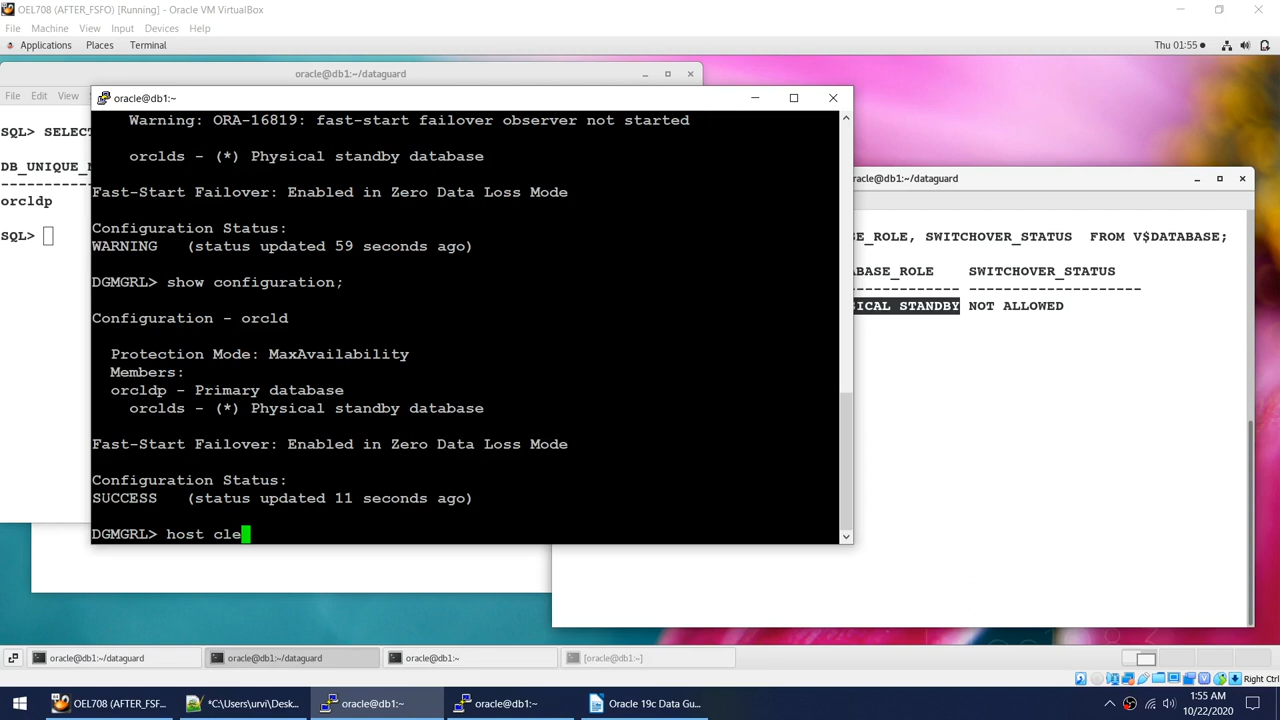 OEL708 (AFTER_FSFO) [Running] - Oracle VM VirtualBox
File Machine View Input Devices Help
Applications Places Terminal
Thu 01:55
oracle@db1:~/dataguard
File Edit View
SQL> SELECT
DB_UNIQUE_N
orcldp
SQL>
oracle@db1:~
Warning: ORA-16819: fast-start failover observer not started
orclds - (*) Physical standby database
Fast-Start Failover: Enabled in Zero Data Loss Mode
Configuration Status:
WARNING (status updated 59 seconds ago)
DGMGRL> show configuration;
Configuration - orcld
Protection Mode: MaxAvailability
Members:
orcldp - Primary database
orclds - (*) Physical standby database
Fast-Start Failover: Enabled in Zero Data Loss Mode
Configuration Status:
SUCCESS (status updated 11 seconds ago)
DGMGRL> host cle
oracle@db1:~/dataguard
SE_ROLE, SWITCHOVER_STATUS FROM V$DATABASE;
ABASE_ROLE SWITCHOVER_STATUS
------------- -------------------
SICAL STANDBY NOT ALLOWED
oracle@db1:~/dataguard
oracle@db1:~/dataguard
oracle@db1:~
[oracle@db1:~]
Right Ctrl
OEL708 (AFTER_FSF...
*C:\Users\urvi\Desk...
oracle@db1:~
oracle@db1:~
Oracle 19c Data Gu...
1:55 AM
10/22/2020